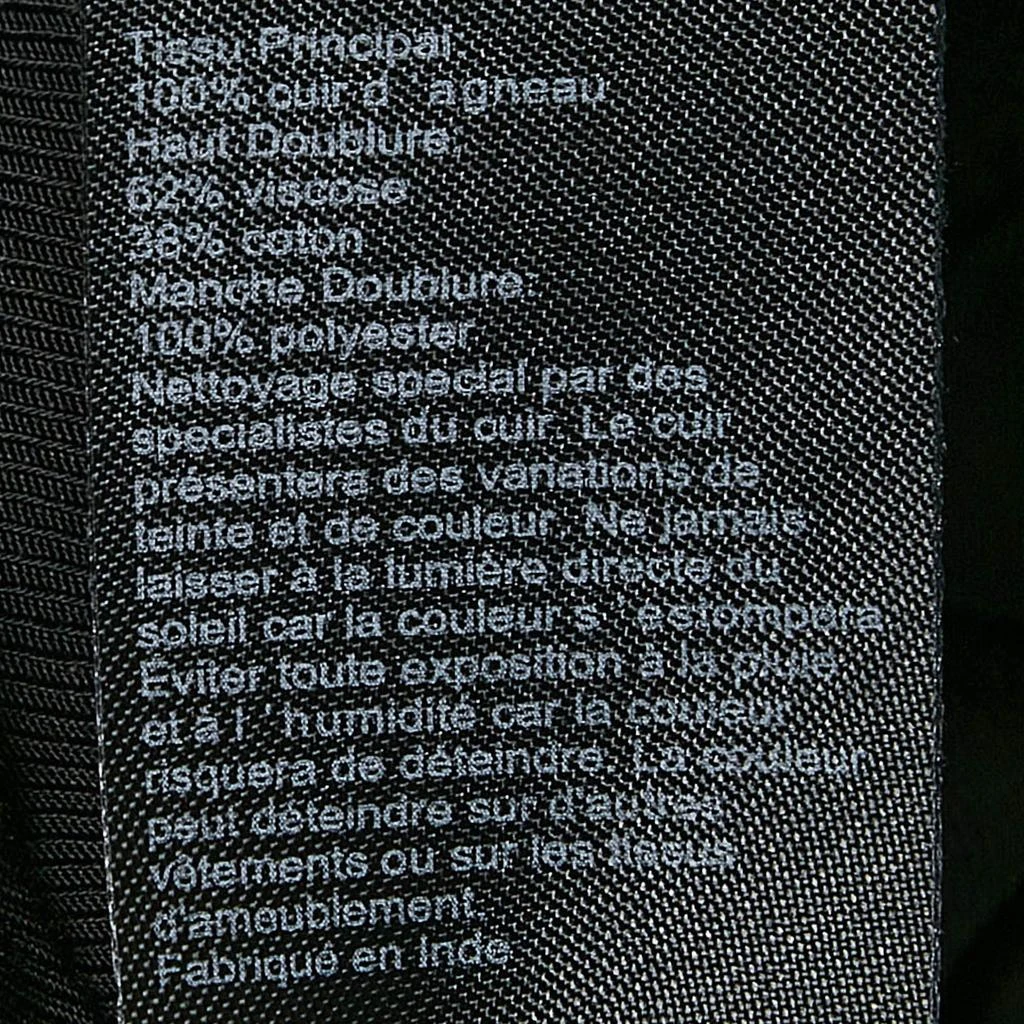 Tissu Principal
100% cuir d 'agneau
Haut Doublure:
62% viscose
38% coton
Manche Doublure:
100% polyester
Nettoyage special par des
specialistes du cuir. Le cuir
présentera des variations de
teinte et de couleur. Ne jamais
laisser à la lumière directe du
soleil car la couleur s 'estompera
Éviter toute exposition à la pluie
et à l 'humidité car la couleur
risquera de déteindre. La couleur
peut déteindre sur d'autres
vêtements ou sur les tissus
d'ameublement.
Fabriqué en Inde